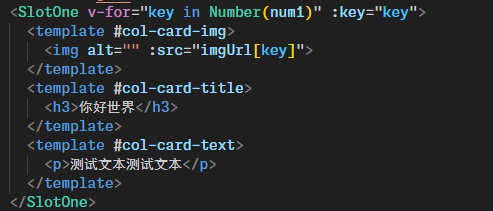 <SlotOne v-for="key in Number(num1)" :key="key">
<template #col-card-img>
<img alt="" :src="imgUrl[key]">
</template>
<template #col-card-title>
<h3>你好世界</h3>
</template>
<template #col-card-text>
<p>测试文本测试文本</p>
</template>
</SlotOne>